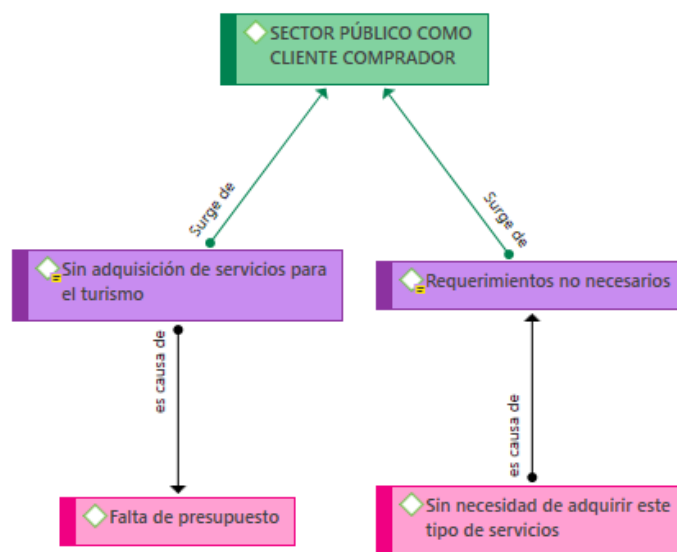 SECTOR PÚBLICO COMO
CLIENTE COMPRADOR
Surge de
Surge de
Sin adquisición de servicios para
el turismo
Requerimientos no necesarios
es causa de
es causa de
Falta de presupuesto
Sin necesidad de adquirir este
tipo de servicios